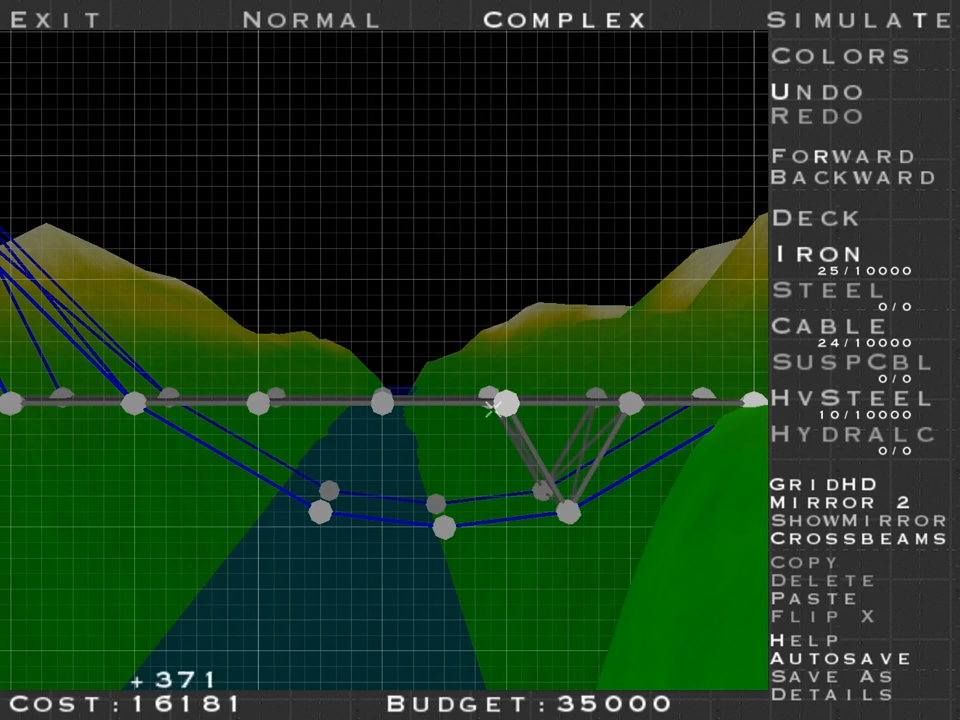 EXIT NORMAL COMPLEX SIMULATE
COLORS
UNDO
REDO
FORWARD
BACKWARD
DECK
IRON
25/10000
STEEL
0/0
CABLE
24/10000
SUSPCBL
0/0
HVSTEEL
10/10000
HYDRALC
0/0
GRIDHD
MIRROR 2
SHOWMIRROR
CROSSBEAMS
COPY
DELETE
PASTE
FLIP X
HELP
AUTOSAVE
SAVE AS
DETAILS
+371
COST:16181 BUDGET:35000